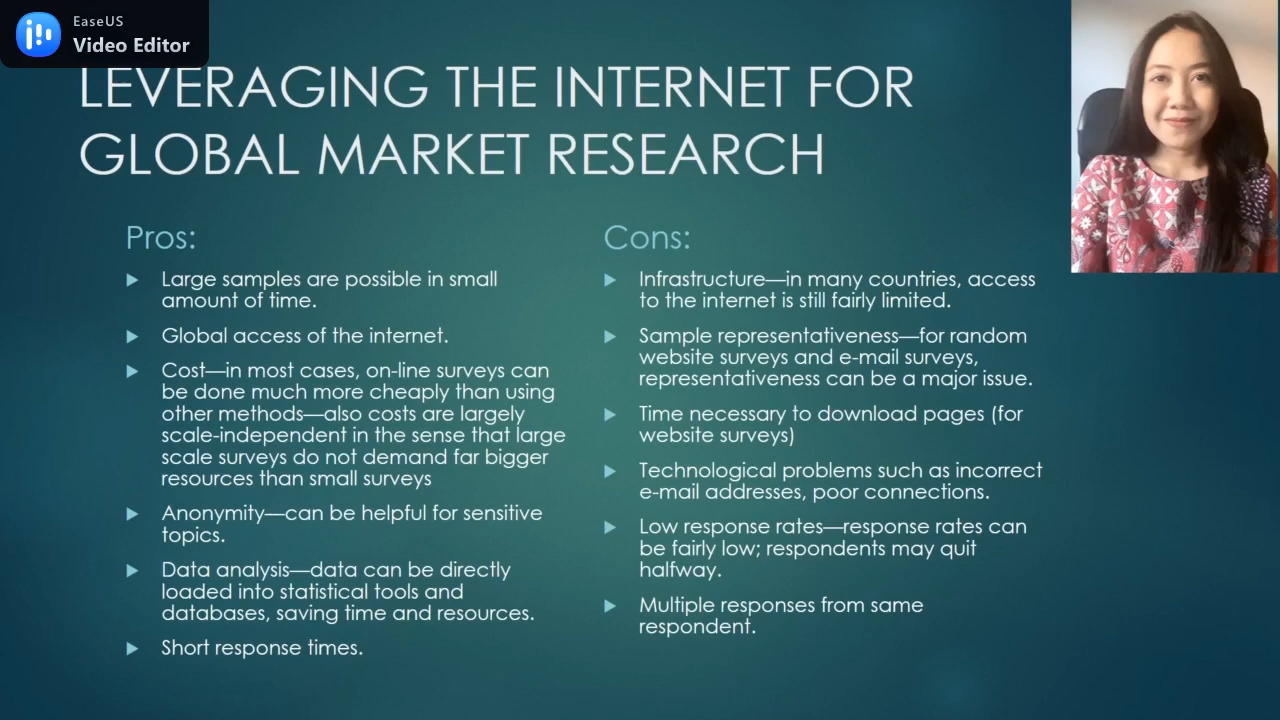 EaseUS
Video Editor
LEVERAGING THE INTERNET FOR
GLOBAL MARKET RESEARCH
Pros:
Large samples are possible in small
amount of time.
Global access of the internet.
Cost—in most cases, on-line surveys can
be done much more cheaply than using
other methods—also costs are largely
scale-independent in the sense that large
scale surveys do not demand far bigger
resources than small surveys
Anonymity—can be helpful for sensitive
topics.
Data analysis—data can be directly
loaded into statistical tools and
databases, saving time and resources.
Short response times.
Cons:
Infrastructure—in many countries, access
to the internet is still fairly limited.
Sample representativeness—for random
website surveys and e-mail surveys,
representativeness can be a major issue.
Time necessary to download pages (for
website surveys)
Technological problems such as incorrect
e-mail addresses, poor connections.
Low response rates—response rates can
be fairly low; respondents may quit
halfway.
Multiple responses from same
respondent.